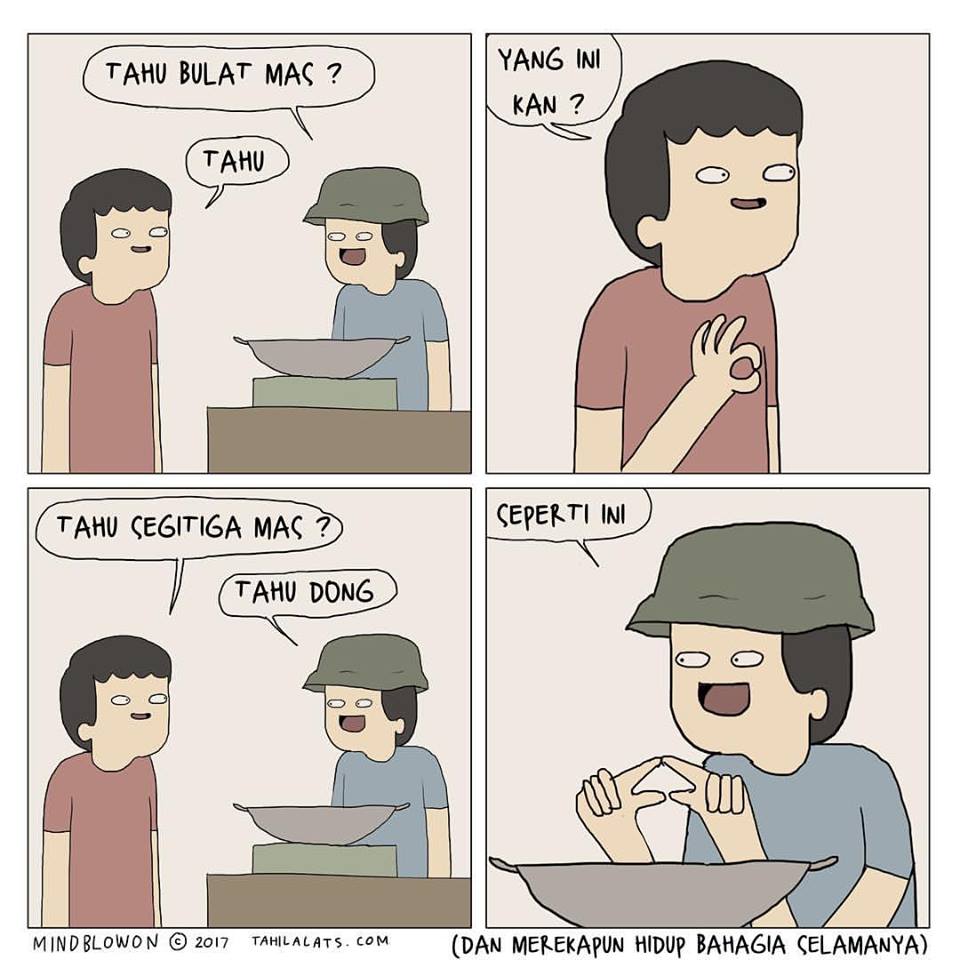 TAHU BULAT MAS ?
TAHU
YANG INI
KAN ?
TAHU SEGITIGA MAS ?
TAHU DONG
SEPERTI INI
MINDBLOWON © 2017 TAHILALATS.COM
(DAN MEREKAPUN HIDUP BAHAGIA SELAMANYA)